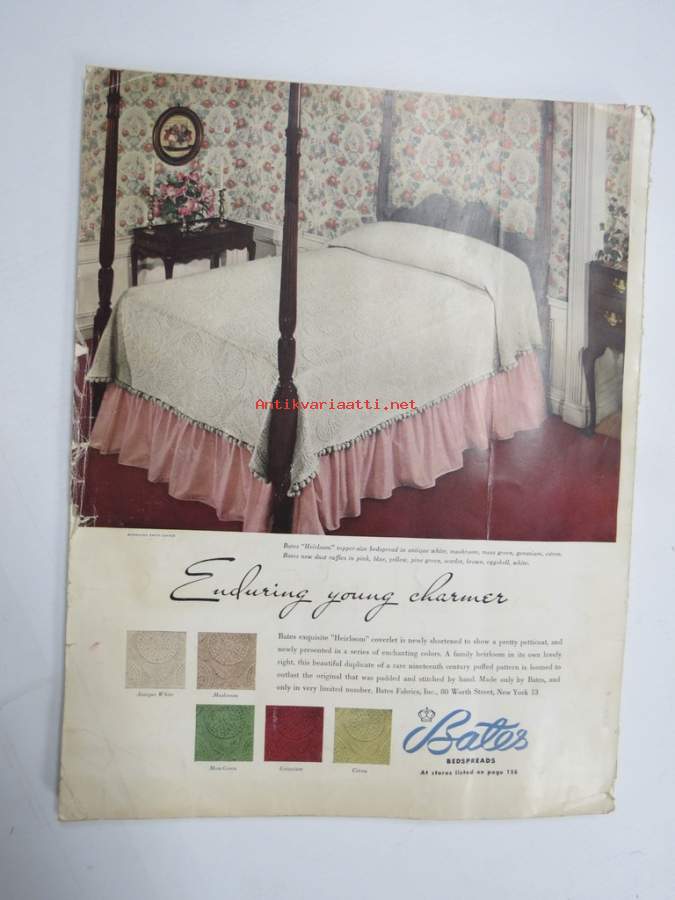 Antikvariaatti.net
Bates "Heirloom" topper-size bedspread in antique white, mushroom, moss green, geranium, citron.
Bates new dust ruffles in pink, blue, yellow, pine green, scarlet, brown, eggshell, white.
Enduring young charmer
Bates exquisite "Heirloom" coverlet is newly shortened to show a pretty petticoat, and
newly presented in a series of enchanting colors. A family heirloom in its own lovely
right, this beautiful duplicate of a rare nineteenth century puffed pattern is loomed to
outlast the original that was padded and stitched by hand. Made only by Bates, and
only in very limited number. Bates Fabrics, Inc., 80 Worth Street, New York 13
Antique White
Mushroom
Moss Green
Geranium
Citron
Bates
BEDSPREADS
At stores listed on page 156